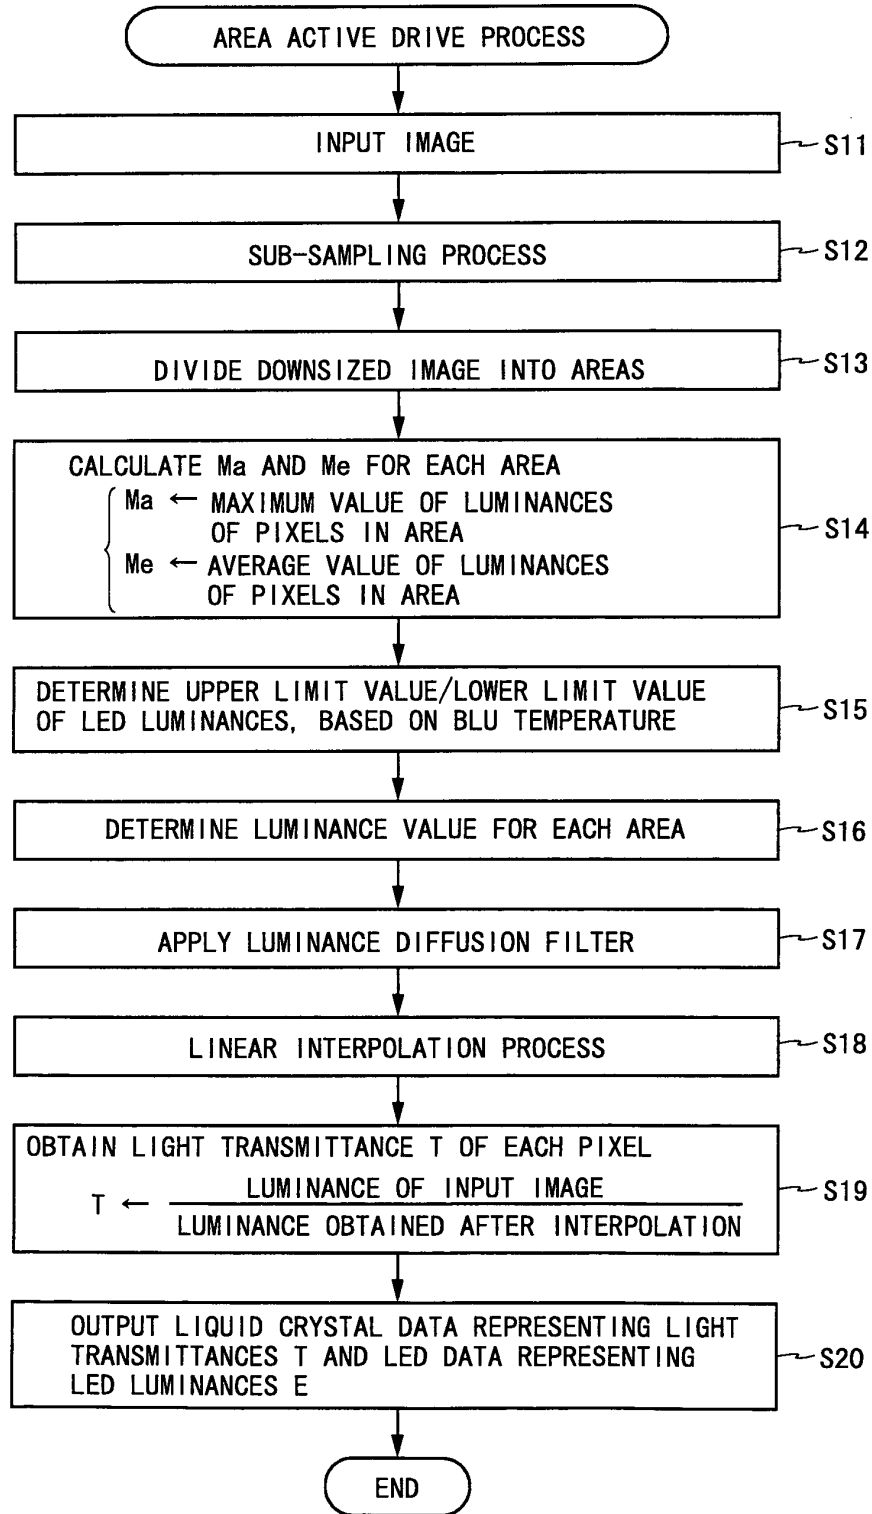 AREA ACTIVE DRIVE PROCESS
INPUT IMAGE
S11
SUB-SAMPLING PROCESS
S12
DIVIDE DOWNSIZED IMAGE INTO AREAS
S13
CALCULATE Ma AND Me FOR EACH AREA
Ma ← MAXIMUM VALUE OF LUMINANCES
OF PIXELS IN AREA
Me ← AVERAGE VALUE OF LUMINANCES
OF PIXELS IN AREA
S14
DETERMINE UPPER LIMIT VALUE/LOWER LIMIT VALUE
OF LED LUMINANCES, BASED ON BLU TEMPERATURE
S15
DETERMINE LUMINANCE VALUE FOR EACH AREA
S16
APPLY LUMINANCE DIFFUSION FILTER
S17
LINEAR INTERPOLATION PROCESS
S18
OBTAIN LIGHT TRANSMITTANCE T OF EACH PIXEL
T ←
LUMINANCE OF INPUT IMAGE
LUMINANCE OBTAINED AFTER INTERPOLATION
S19
OUTPUT LIQUID CRYSTAL DATA REPRESENTING LIGHT
TRANSMITTANCES T AND LED DATA REPRESENTING
LED LUMINANCES E
S20
END